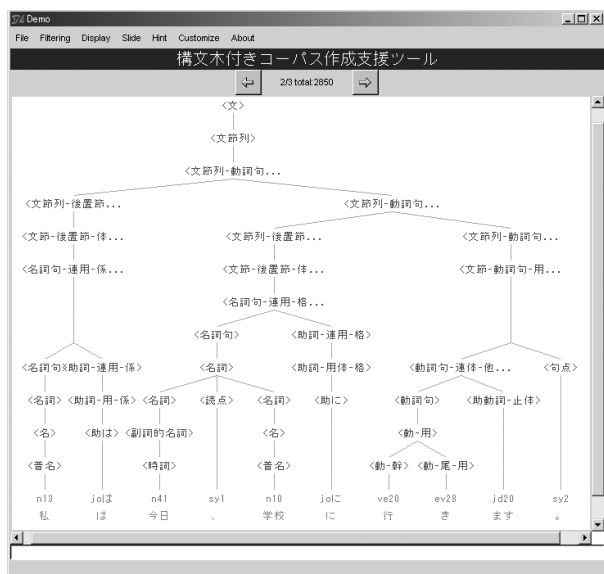 Demo
File Filtering Display Slide Hint Customize About
構文木付きコーパス作成支援ツール
2/3 total:2850
<文>
<文節列>
<文節列-動詞句...
<文節列-後置節... <文節列-動詞句...
<文節-後置節-体... <文節列-後置節... <文節列-動詞句...
<名詞句-連用-係... <文節-後置節-体... <文節-動詞句-用...
<名詞句-連用-格...
<名詞句> <助詞-連用-格>
<名詞句><助詞-連用-係> <名詞> <助詞-用体-格> <動詞句-連体-他... <句点>
<名詞> <助詞-用-係> <名詞> <読点> <名詞> <助に> <動詞句> <助動詞-止体>
<名> <助は> <副詞的名詞> <名> <動-用>
<普名> <時詞> <普名> <動-幹> <動-尾-用>
n13 jolは n41 sy1 n10 jolに ve20 ev28 jd20 sy2
私 は 今日 、 学校 に 行 き ます 。